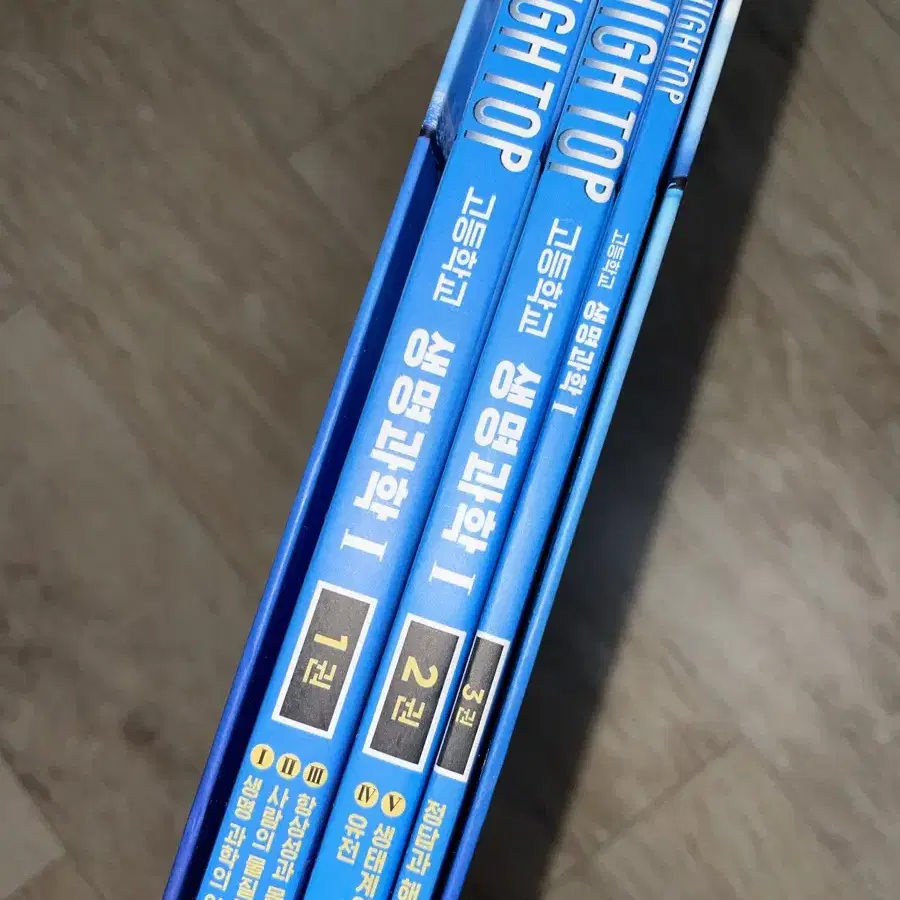 HIGH TOP
고등학교
생명과학 I
1권
I 생명 과학의
II 사람의 물질
III 항상성과 몸
HIGH TOP
고등학교
생명과학 I
2권
IV 유전
V 생태계
HIGH TOP
고등학교
생명과학 I
3권
정답과 해